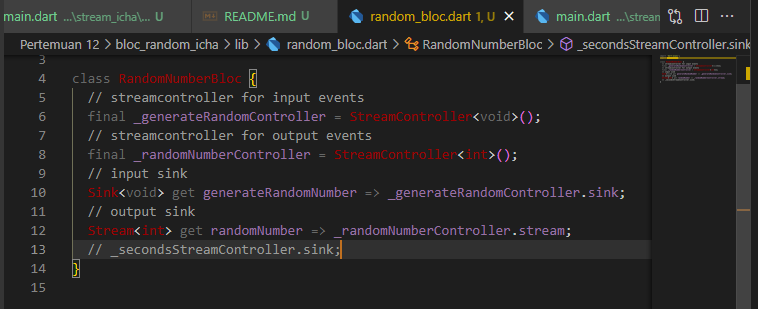 main.dart ...\stream_icha\... U
README.md U
random_bloc.dart 1, U
main.dart ...\strean
Pertemuan 12 > bloc_random_icha > lib > random_bloc.dart > RandomNumberBloc > _secondsStreamController.sink
3
4 class RandomNumberBloc {
5 // streamcontroller for input events
6 final _generateRandomController = StreamController<void>();
7 // streamcontroller for output events
8 final _randomNumberController = StreamController<int>();
9 // input sink
10 Sink<void> get generateRandomNumber => _generateRandomController.sink;
11 // output sink
12 Stream<int> get randomNumber => _randomNumberController.stream;
13 // _secondsStreamController.sink;
14 }
15